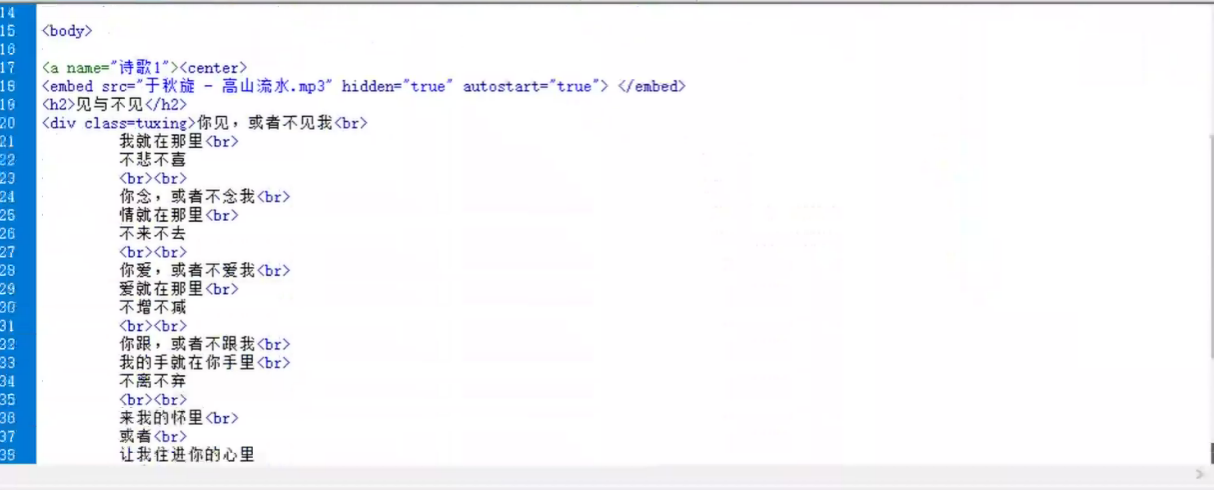 14
15 <body>
16
17 <a name="诗歌1"><center>
18 <embed src="于秋旋 - 高山流水.mp3" hidden="true" autostart="true"> </embed>
19 <h2>见与不见</h2>
20 <div class=tuxing>你见，或者不见我<br>
21 我就在那里<br>
22 不悲不喜
23 <br><br>
24 你念，或者不念我<br>
25 情就在那里<br>
26 不来不去
27 <br><br>
28 你爱，或者不爱我<br>
29 爱就在那里<br>
30 不增不减
31 <br><br>
32 你跟，或者不跟我<br>
33 我的手就在你手里<br>
34 不离不弃
35 <br><br>
36 来我的怀里<br>
37 或者<br>
38 让我住进你的心里